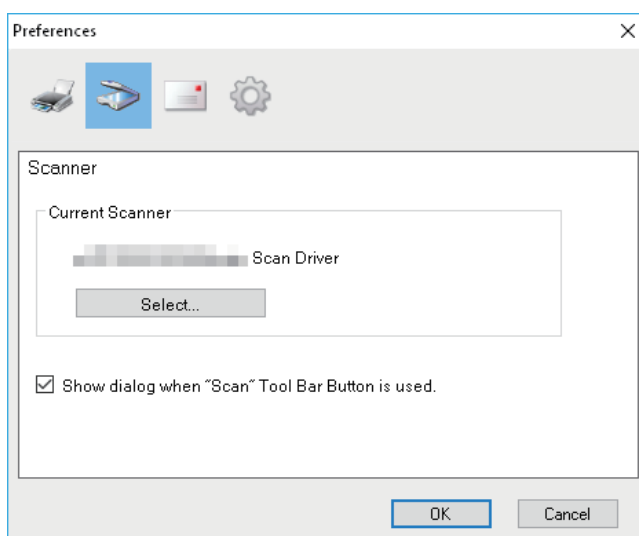 Preferences
Scanner
Current Scanner
Scan Driver
Select...
Show dialog when "Scan" Tool Bar Button is used.
OK Cancel